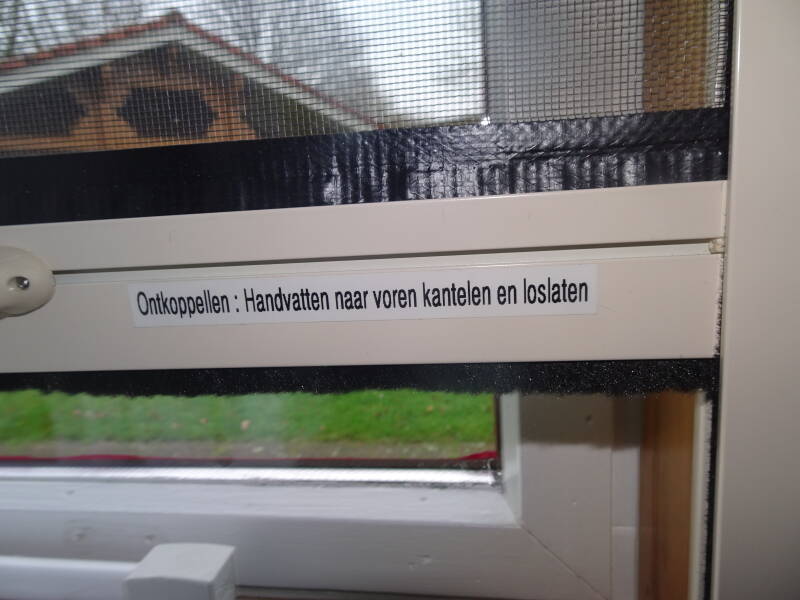 Ontkoppellen : Handvatten naar voren kantelen en loslaten